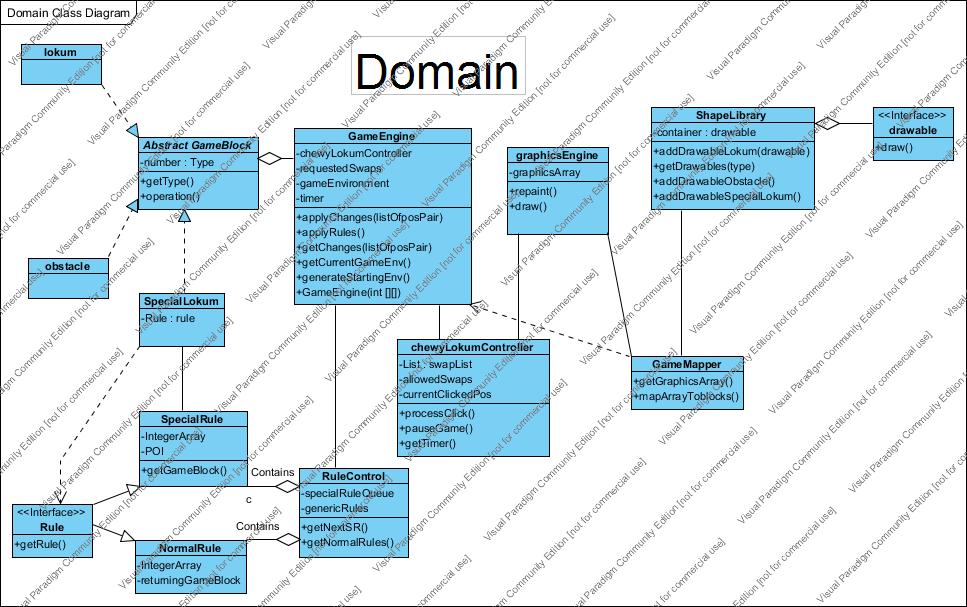 Domain Class Diagram
Domain
lokum
Abstract GameBlock
-number : Type
+getType()
+operation()
obstacle
SpecialLokum
-Rule : rule
GameEngine
-chewyLokumController
-requestedSwaps
-gameEnvironment
-timer
+applyChanges(listOfposPair)
+applyRules()
+getChanges(listOfposPair)
+getCurrentGameEnv()
+generateStartingEnv()
+GameEngine(int [][])
graphicsEngine
-graphicsArray
+repaint()
+draw()
ShapeLibrary
-container : drawable
+addDrawableLokum(drawable)
+getDrawables(type)
+addDrawableObstacle()
+addDrawableSpecialLokum()
<<Interface>>
drawable
+draw()
chewyLokumController
-List : swapList
-allowedSwaps
-currentClickedPos
+processClick()
+pauseGame()
+getTimer()
GameMapper
+getGraphicsArray()
+mapArrayToblocks()
SpecialRule
-IntegerArray
-POI
+getGameBlock()
Contains
c
RuleControl
-specialRuleQueue
-genericRules
+getNextSR()
+getNormalRules()
<<Interface>>
Rule
+getRule()
Contains
NormalRule
-IntegerArray
-returningGameBlock
Visual Paradigm Community Edition [not for commercial use]